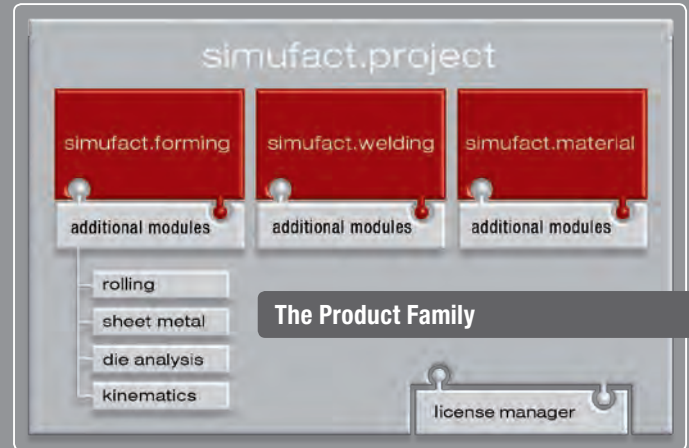 simufact.project
simufact.forming
simufact.welding
simufact.material
additional modules
additional modules
additional modules
rolling
sheet metal
die analysis
kinematics
The Product Family
license manager